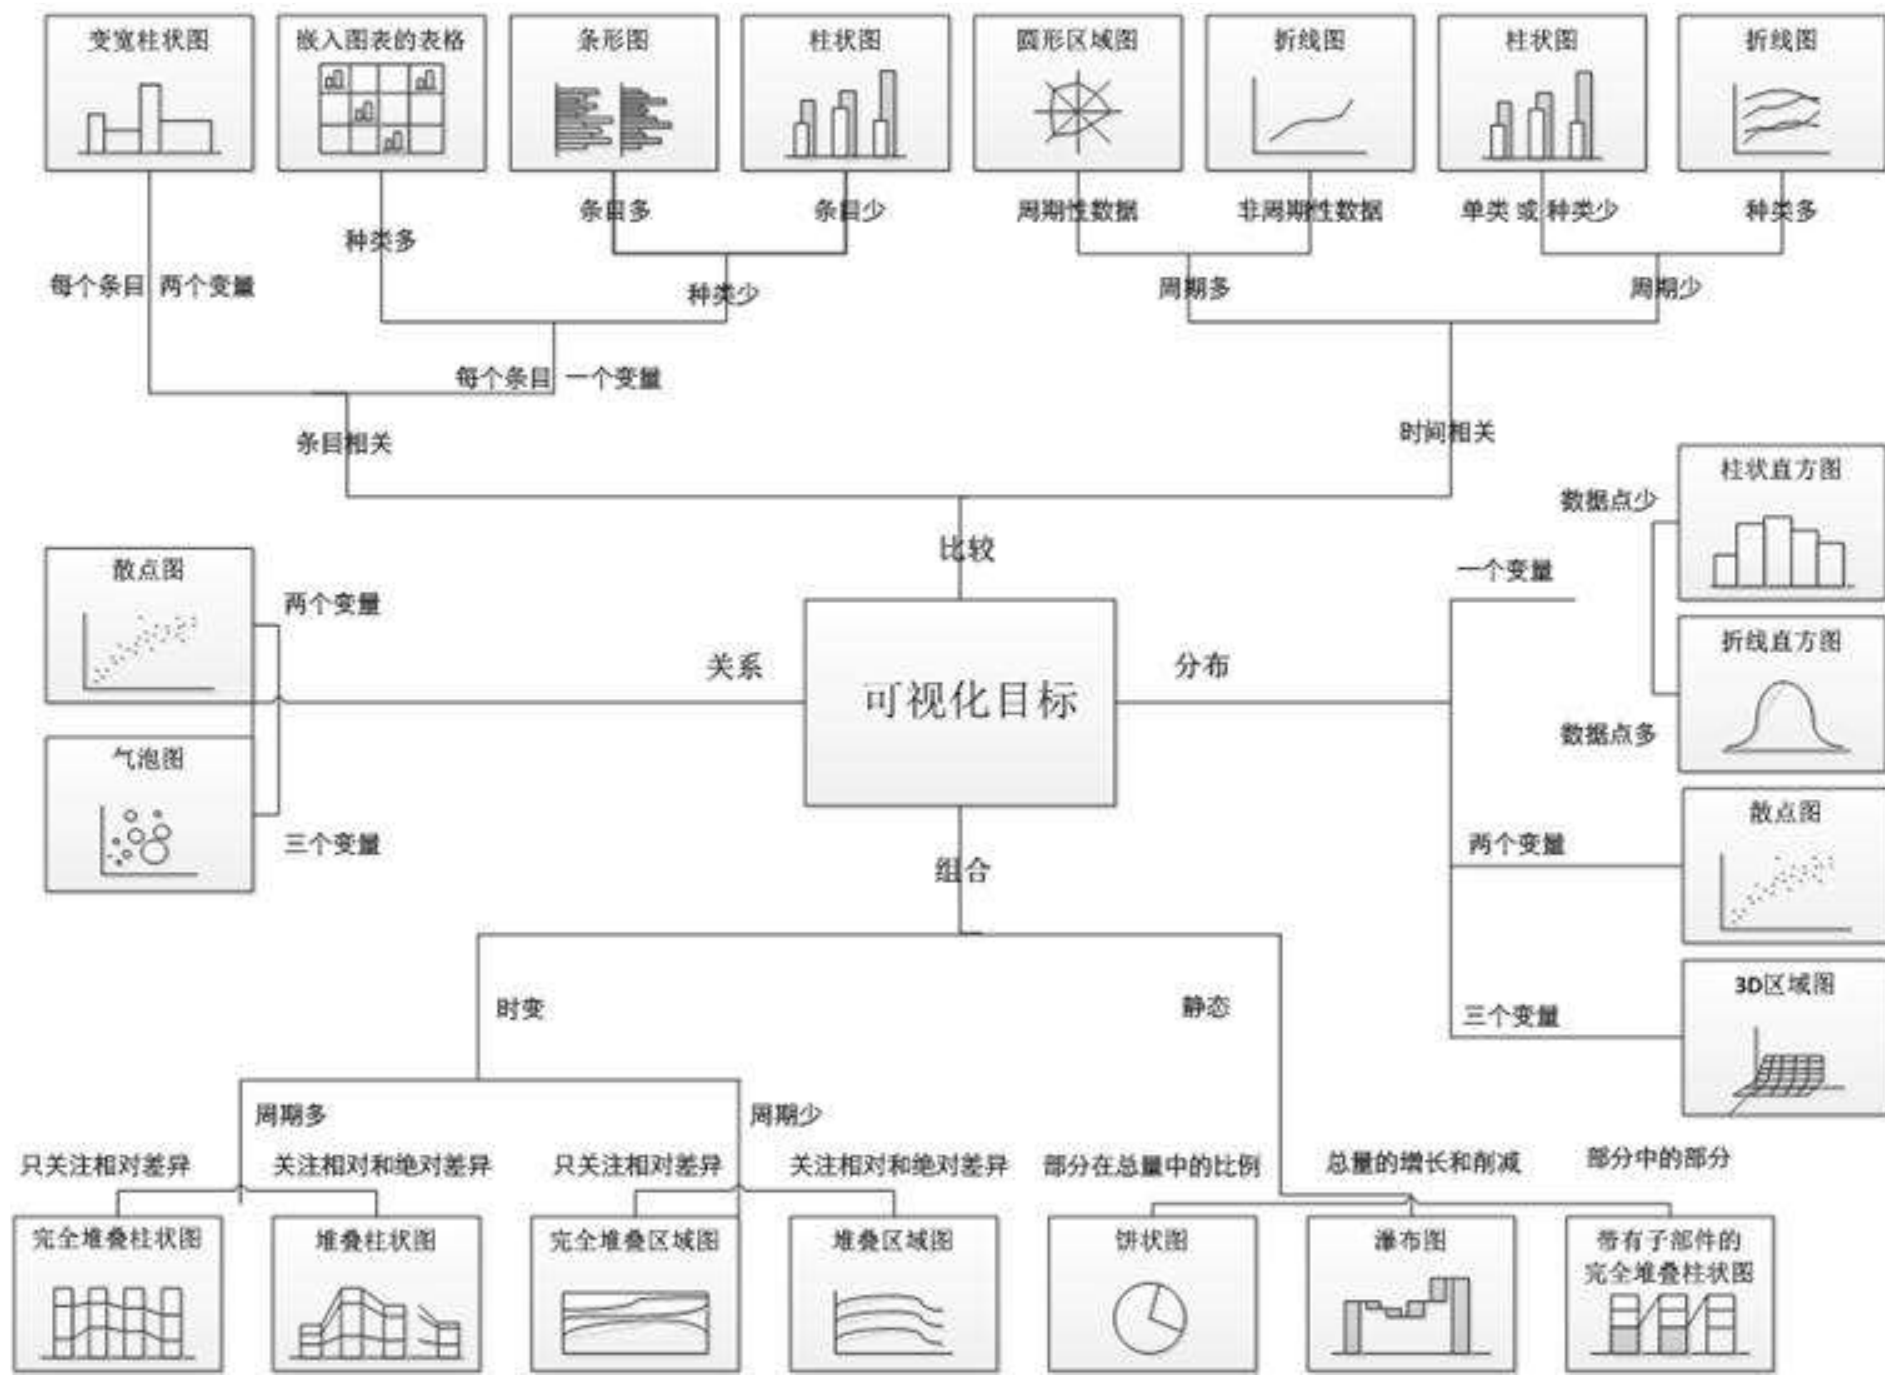 变宽柱状图
嵌入图表的表格
条形图
柱状图
圆形区域图
折线图
柱状图
折线图
条目多
条目少
周期性数据
非周期性数据
单类 或 种类少
种类多
种类多
每个条目 两个变量
种类少
周期多
周期少
每个条目 一个变量
条目相关
时间相关
比较
柱状直方图
数据点少
一个变量
散点图
两个变量
关系
可视化目标
分布
折线直方图
数据点多
气泡图
三个变量
组合
两个变量
散点图
三个变量
3D区域图
时变
静态
周期多
周期少
只关注相对差异
关注相对和绝对差异
只关注相对差异
关注相对和绝对差异
部分在总量中的比例
总量的增长和削减
部分中的部分
完全堆叠柱状图
堆叠柱状图
完全堆叠区域图
堆叠区域图
饼状图
瀑布图
带有子部件的
完全堆叠柱状图